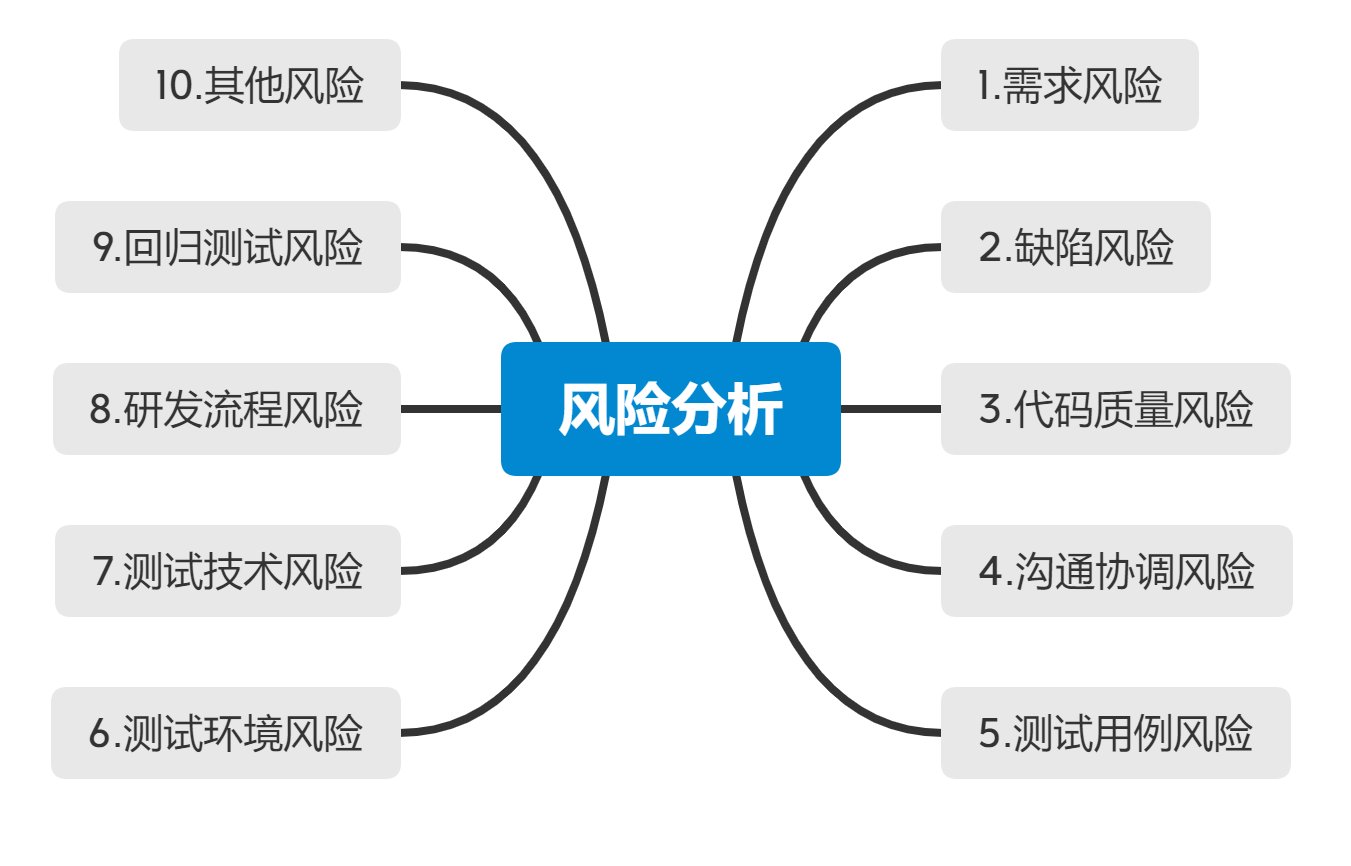 风险分析
1.需求风险
2.缺陷风险
3.代码质量风险
4.沟通协调风险
5.测试用例风险
6.测试环境风险
7.测试技术风险
8.研发流程风险
9.回归测试风险
10.其他风险